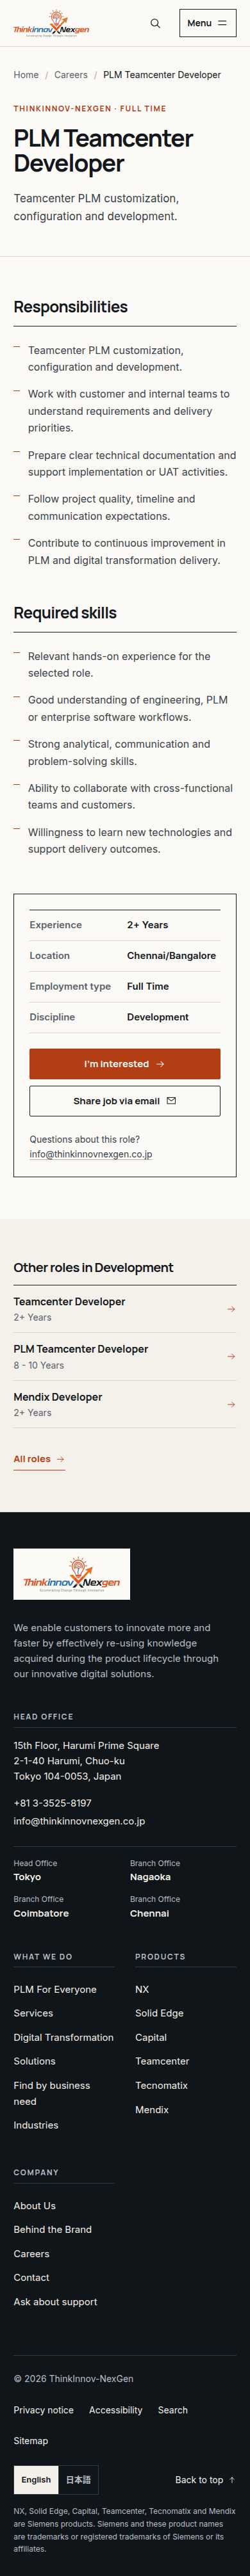 ThinkinnovXNexgen
Menu
Home / Careers / PLM Teamcenter Developer
THINKINNOV-NEXGEN · FULL TIME
PLM Teamcenter
Developer
Teamcenter PLM customization,
configuration and development.
Responsibilities
Teamcenter PLM customization,
configuration and development.
Work with customer and internal teams to
understand requirements and delivery
priorities.
Prepare clear technical documentation and
support implementation or UAT activities.
Follow project quality, timeline and
communication expectations.
Contribute to continuous improvement in
PLM and digital transformation delivery.
Required skills
Relevant hands-on experience for the
selected role.
Good understanding of engineering, PLM
or enterprise software workflows.
Strong analytical, communication and
problem-solving skills.
Ability to collaborate with cross-functional
teams and customers.
Willingness to learn new technologies and
support delivery outcomes.
Experience 2+ Years
Location Chennai/Bangalore
Employment type Full Time
Discipline Development
I'm interested →
Share job via email
Questions about this role?
info@thinkinnovnexgen.co.jp
Other roles in Development
Teamcenter Developer
2+ Years →
PLM Teamcenter Developer
8 - 10 Years →
Mendix Developer
2+ Years →
All roles →
ThinkinnovXNexgen
Accelerating Change Through Innovation
We enable customers to innovate more and
faster by effectively re-using knowledge
acquired during the product lifecycle through
our innovative digital solutions.
HEAD OFFICE
15th Floor, Harumi Prime Square
2-1-40 Harumi, Chuo-ku
Tokyo 104-0053, Japan
+81 3-3525-8197
info@thinkinnovnexgen.co.jp
Head Office
Tokyo
Branch Office
Nagaoka
Branch Office
Coimbatore
Branch Office
Chennai
WHAT WE DO
PLM For Everyone
Services
Digital Transformation
Solutions
Find by business
need
Industries
PRODUCTS
NX
Solid Edge
Capital
Teamcenter
Tecnomatix
Mendix
COMPANY
About Us
Behind the Brand
Careers
Contact
Ask about support
© 2026 ThinkInnov-NexGen
Privacy notice Accessibility Search
Sitemap
English 日本語
Back to top ↑
NX, Solid Edge, Capital, Teamcenter, Tecnomatix and Mendix
are Siemens products. Siemens and these product names
are trademarks or registered trademarks of Siemens or its
affiliates.